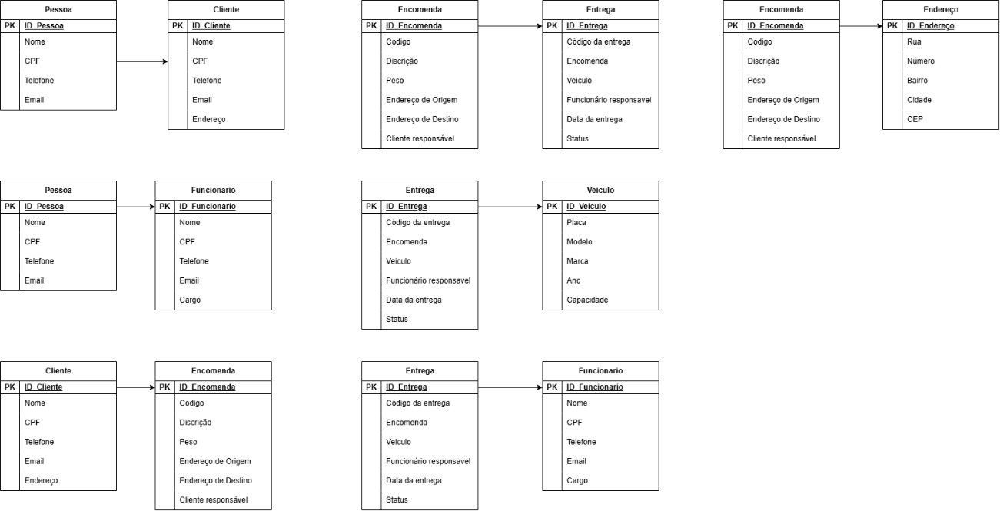 Pessoa
PK ID_Pessoa
Nome
CPF
Telefone
Email
Cliente
PK ID_Cliente
Nome
CPF
Telefone
Email
Endereço
Encomenda
PK ID_Encomenda
Codigo
Discrição
Peso
Endereço de Origem
Endereço de Destino
Cliente responsável
Entrega
PK ID_Entrega
Código da entrega
Encomenda
Veiculo
Funcionário responsavel
Data da entrega
Status
Encomenda
PK ID_Encomenda
Codigo
Discrição
Peso
Endereço de Origem
Endereço de Destino
Cliente responsável
Endereço
PK ID_Endereço
Rua
Número
Bairro
Cidade
CEP
Pessoa
PK ID_Pessoa
Nome
CPF
Telefone
Email
Funcionario
PK ID_Funcionario
Nome
CPF
Telefone
Email
Cargo
Entrega
PK ID_Entrega
Código da entrega
Encomenda
Veiculo
Funcionário responsavel
Data da entrega
Status
Veiculo
PK ID_Veiculo
Placa
Modelo
Marca
Ano
Capacidade
Cliente
PK ID_Cliente
Nome
CPF
Telefone
Email
Endereço
Encomenda
PK ID_Encomenda
Codigo
Discrição
Peso
Endereço de Origem
Endereço de Destino
Cliente responsável
Entrega
PK ID_Entrega
Código da entrega
Encomenda
Veiculo
Funcionário responsavel
Data da entrega
Status
Funcionario
PK ID_Funcionario
Nome
CPF
Telefone
Email
Cargo